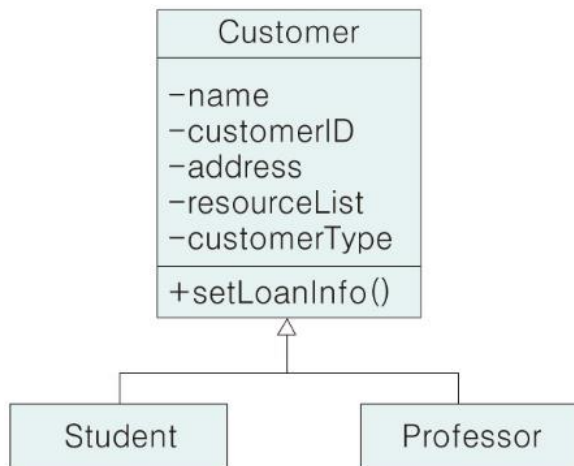 Customer
-name
-customerID
-address
-resourceList
-customerType
+setLoanInfo()
Student
Professor